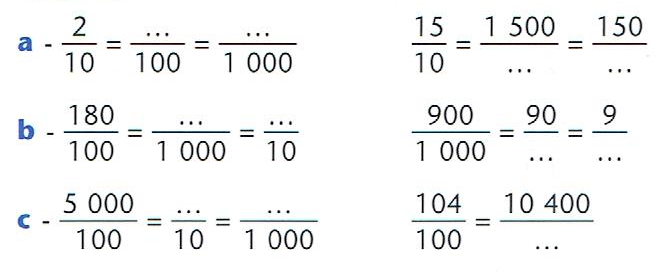 a - 2/10 = .../100 = .../1 000    15/10 = 1 500/... = 150/...
b - 180/100 = .../1 000 = .../10    900/1 000 = 90/... = 9/...
c - 5 000/100 = .../10 = .../1 000    104/100 = 10 400/...